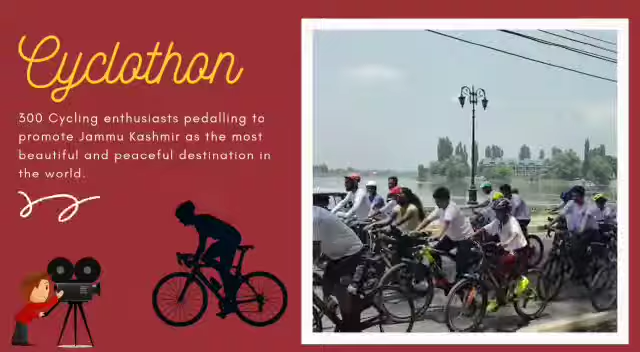 Cyclothon
300 Cycling enthusiasts pedalling to
promote Jammu Kashmir as the most
beautiful and peaceful destination in
the world.